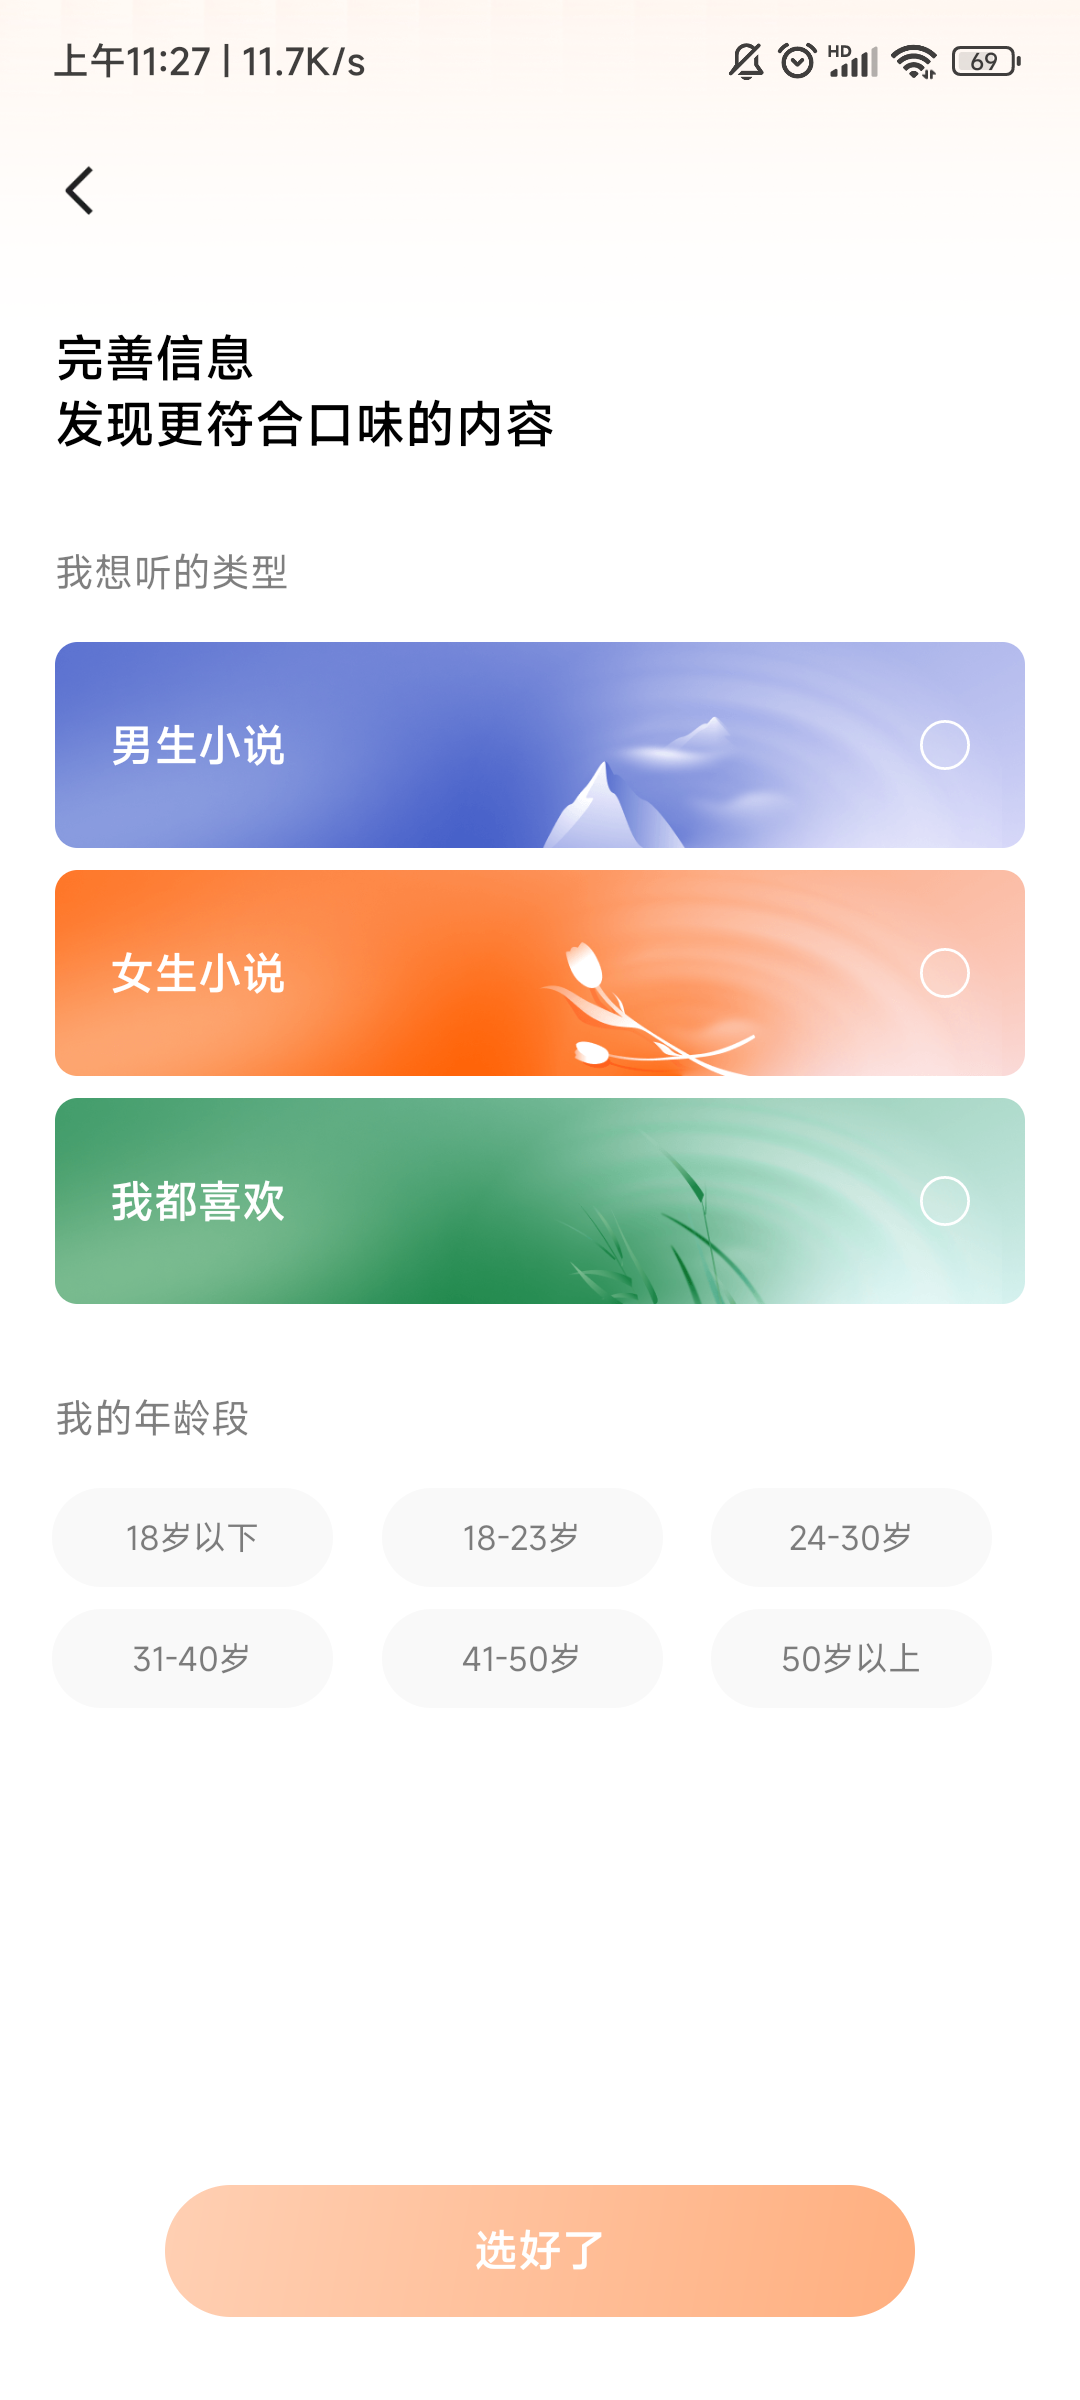 上午11:27 | 11.7K/s
HD
69
完善信息
发现更符合口味的内容
我想听的类型
男生小说
女生小说
我都喜欢
我的年龄段
18岁以下
18-23岁
24-30岁
31-40岁
41-50岁
50岁以上
选好了